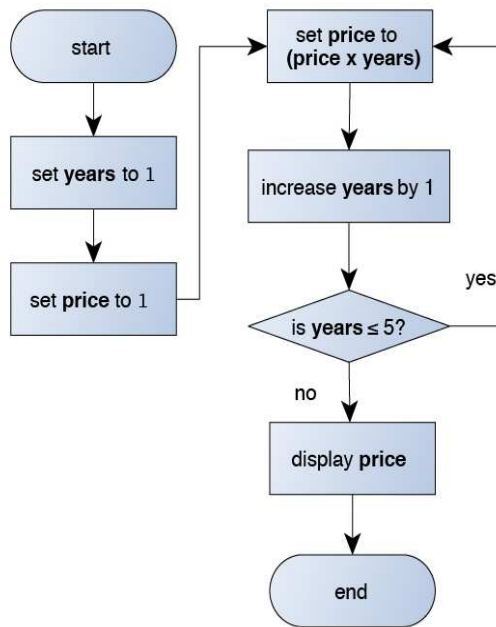 start
set years to 1
set price to 1
set price to
(price x years)
increase years by 1
is years ≤ 5?
yes
no
display price
end